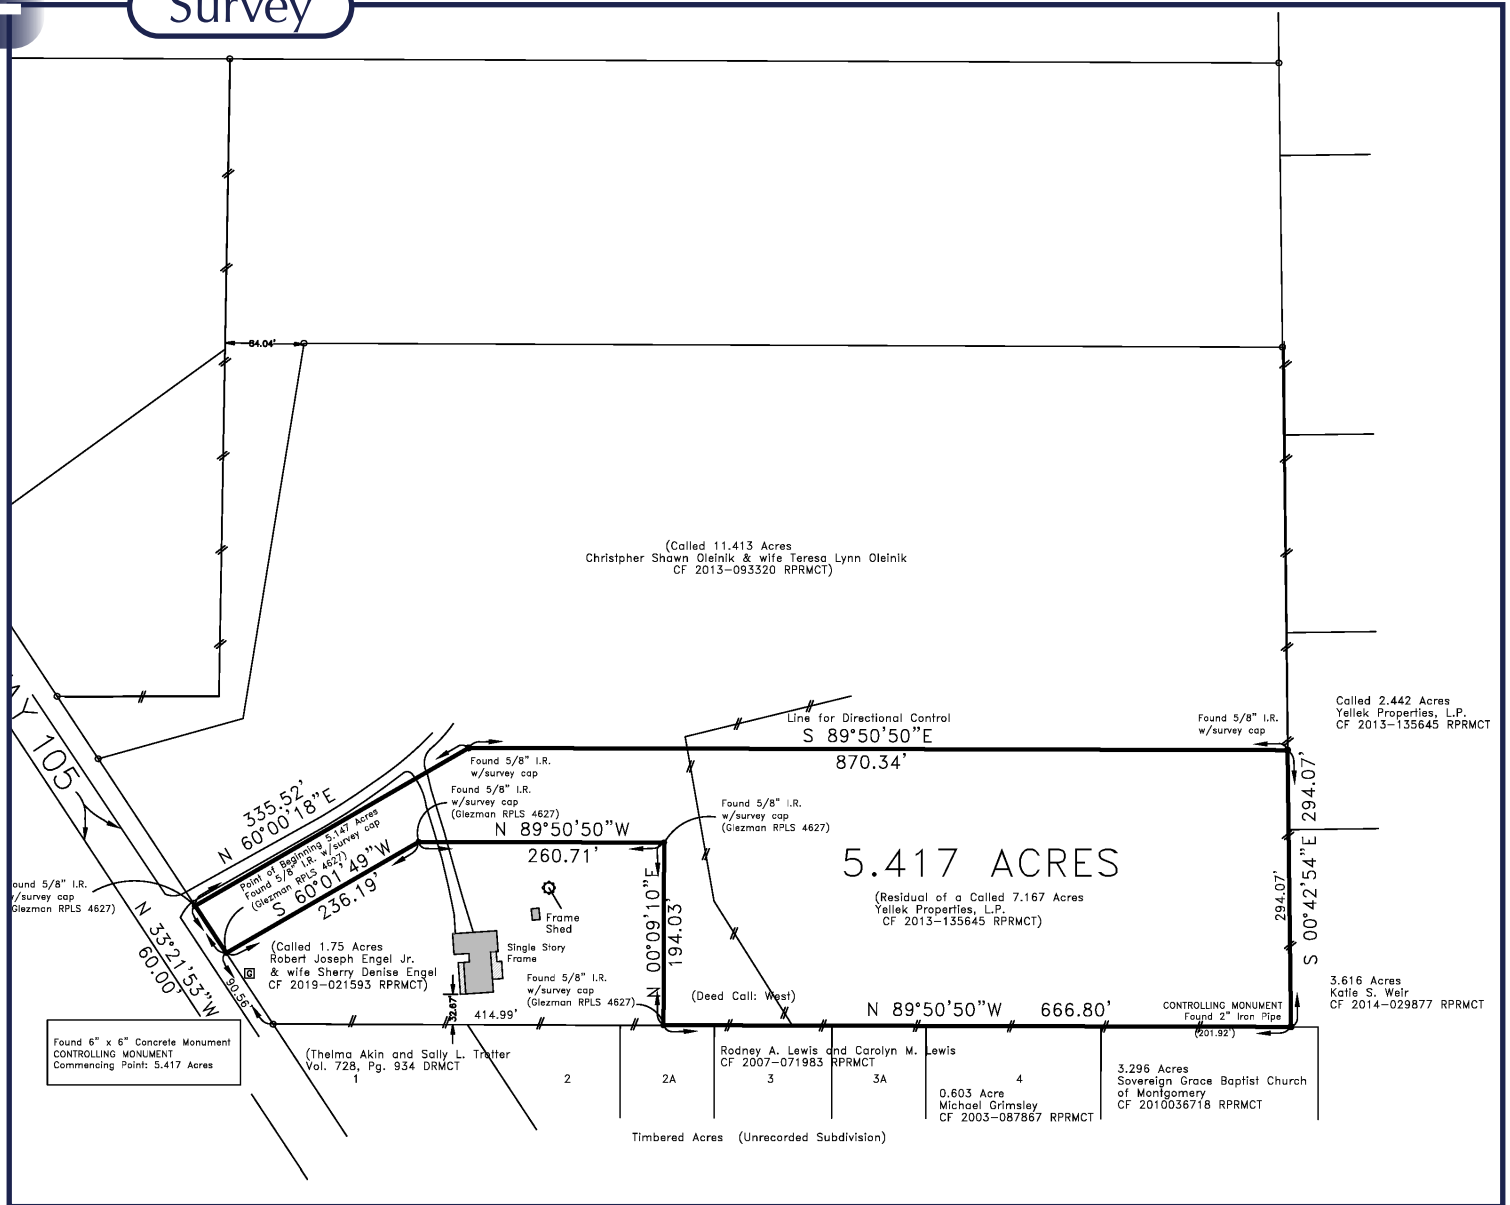 Survey
84.04'
(Called 11.413 Acres
Christpher Shawn Oleinik & wife Teresa Lynn Oleinik
CF 2013-093320 RPRMCT)
Called 2.442 Acres
Yellek Properties, L.P.
CF 2013-135645 RPRMCT
Found 5/8" I.R.
w/survey cap
Line for Directional Control
S 89°50'50"E
870.34'
105
335.52'
N 60°00'18"E
Found 5/8" I.R.
w/survey cap
Found 5/8" I.R.
w/survey cap
(Glezman RPLS 4627)
Found 5/8" I.R.
w/survey cap
(Glezman RPLS 4627)
Point of Beginning 5.147 Acres
Found 5/8" I.R. w/survey cap
(Glezman RPLS 4627)
S 60°01'49"W
236.19'
N 89°50'50"W
260.71'
5.417 ACRES
(Residual of a Called 7.167 Acres
Yellek Properties, L.P.
CF 2013-135645 RPRMCT)
294.07'
S 00°42'54"E 294.07'
ound 5/8" I.R.
/survey cap
Glezman RPLS 4627)
N 33°21'53"W
60.00'
90.56
(Called 1.75 Acres
Robert Joseph Engel Jr.
& wife Sherry Denise Engel
CF 2019-021593 RPRMCT)
G
Frame
Shed
Single Story
Frame
N 00°09'10"E
194.03'
Found 5/8" I.R.
w/survey cap
(Glezman RPLS 4627)
32.67'
414.99'
(Deed Call: West)
N 89°50'50"W 666.80'
CONTROLLING MONUMENT
Found 2" Iron Pipe
(201.92')
3.616 Acres
Katie S. Weir
CF 2014-029877 RPRMCT
Found 6" x 6" Concrete Monument
CONTROLLING MONUMENT
Commencing Point: 5.417 Acres
(Thelma Akin and Sally L. Trotter
Vol. 728, Pg. 934 DRMCT
Rodney A. Lewis and Carolyn M. Lewis
CF 2007-071983 RPRMCT
1 2 2A 3 3A 4
0.603 Acre
Michael Grimsley
CF 2003-087867 RPRMCT
3.296 Acres
Sovereign Grace Baptist Church
of Montgomery
CF 2010036718 RPRMCT
Timbered Acres (Unrecorded Subdivision)